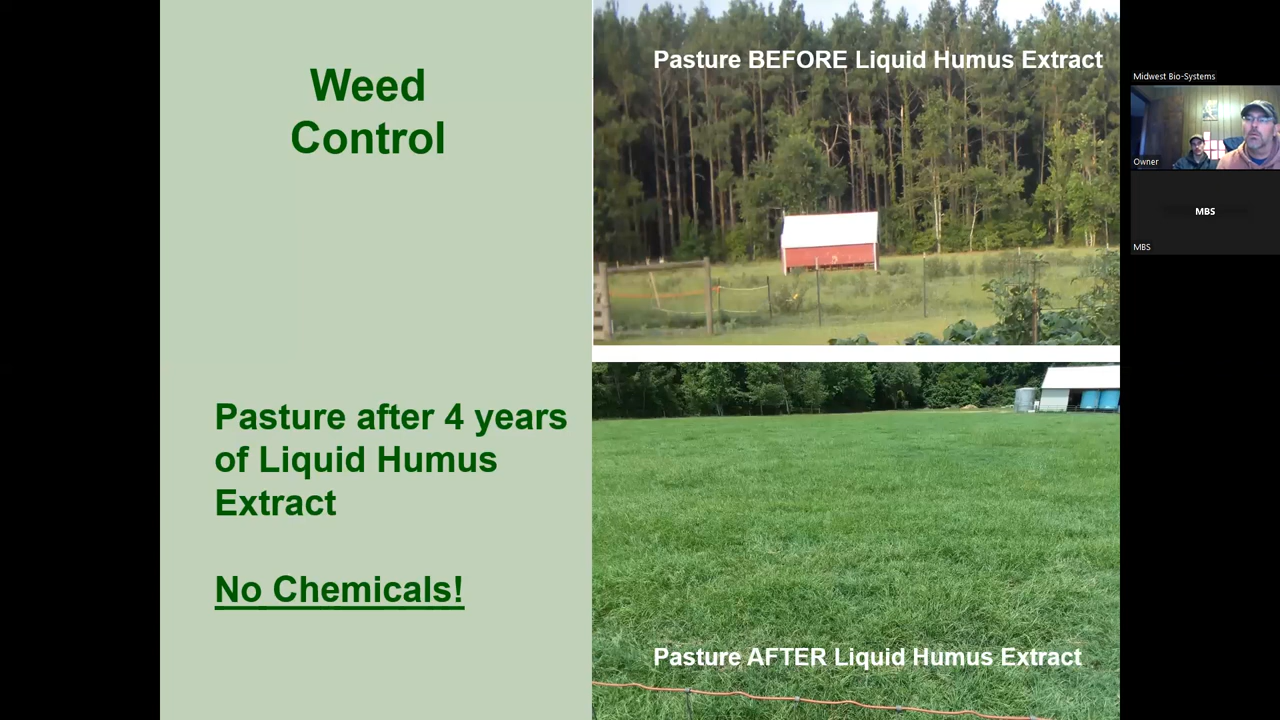 Weed
Control
Pasture after 4 years
of Liquid Humus
Extract
No Chemicals!
Pasture BEFORE Liquid Humus Extract
Pasture AFTER Liquid Humus Extract
Midwest Bio-Systems
Owner
MBS
MBS